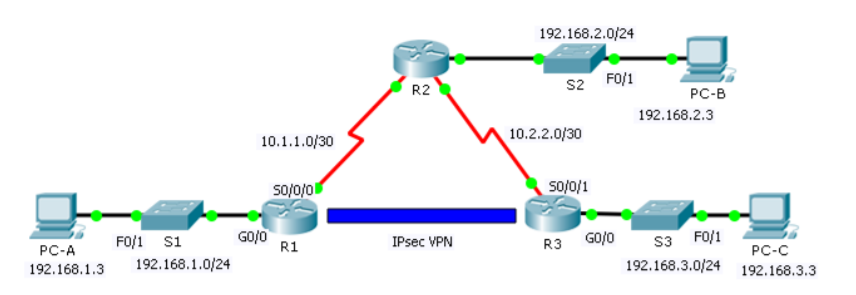 192.168.2.0/24
R2
S2
F0/1
PC-B
192.168.2.3
10.1.1.0/30
10.2.2.0/30
S0/0/0
S0/0/1
PC-A
F0/1
S1
G0/0
R1
IPsec VPN
R3
G0/0
S3
F0/1
PC-C
192.168.1.3
192.168.1.0/24
192.168.3.0/24
192.168.3.3